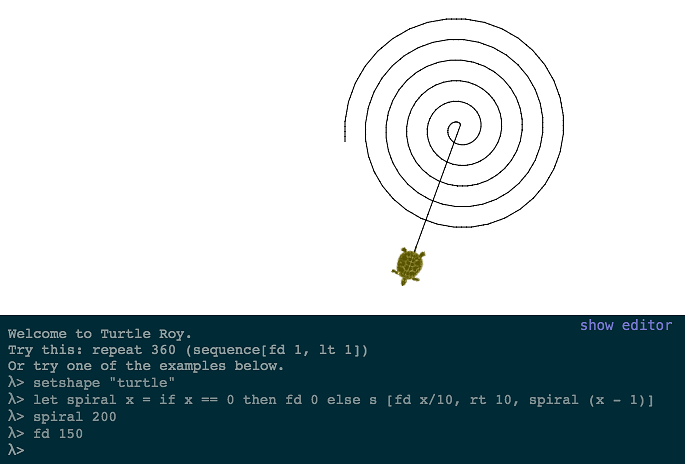 show editor
Welcome to Turtle Roy.
Try this: repeat 360 (sequence[fd 1, lt 1])
Or try one of the examples below.
λ> setshape "turtle"
λ> let spiral x = if x == 0 then fd 0 else s [fd x/10, rt 10, spiral (x - 1)]
λ> spiral 200
λ> fd 150
λ>